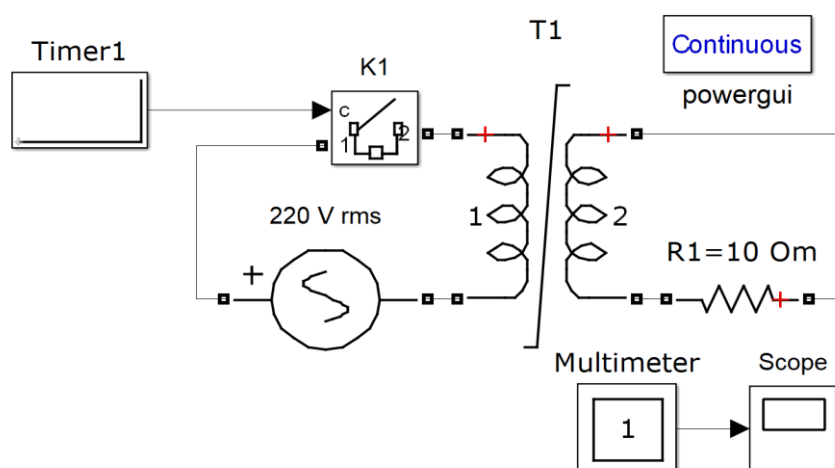 T1
Timer1
K1
Continuous
powergui
c
1
2
220 V rms
1
2
+
R1=10 Om
Multimeter
Scope
1